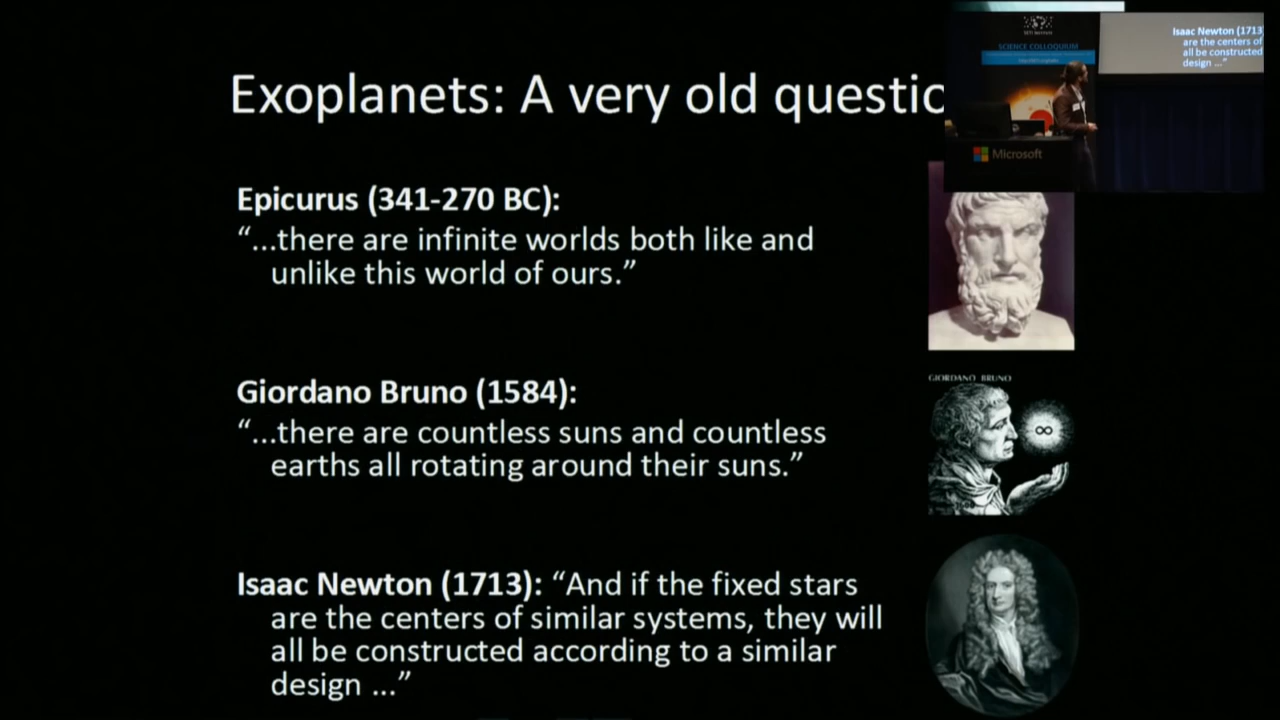 Exoplanets: A very old questio
Epicurus (341-270 BC):
“...there are infinite worlds both like and
unlike this world of ours.”
Giordano Bruno (1584):
“...there are countless suns and countless
earths all rotating around their suns.”
Isaac Newton (1713): “And if the fixed stars
are the centers of similar systems, they will
all be constructed according to a similar
design ...”
GIORDANO BRUNO
∞
SETI Institute
SCIENCE COLLOQUIUM
Microsoft
Isaac Newton (1713
are the centers of
all be constructed
design ...”